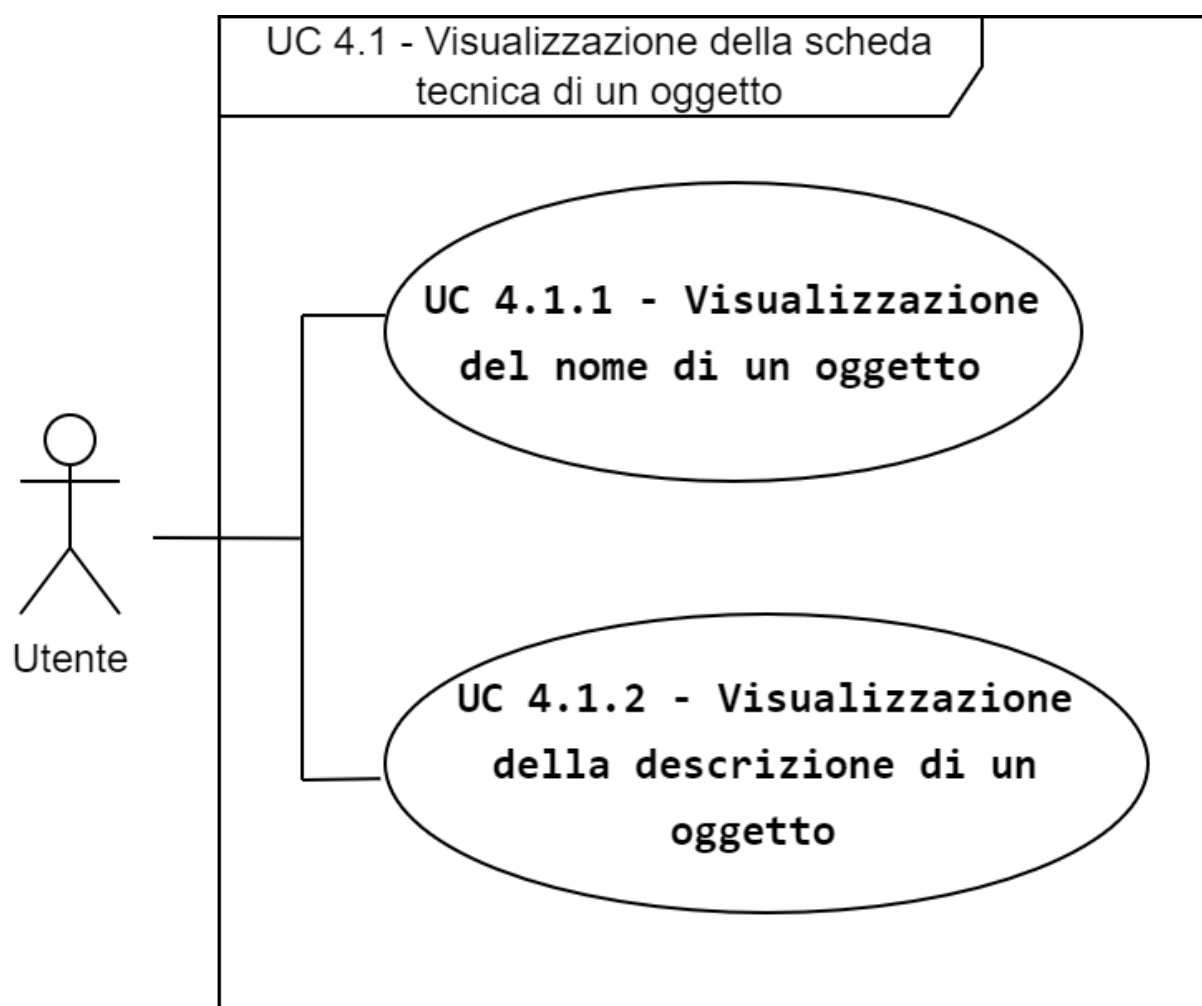 UC 4.1 - Visualizzazione della scheda
tecnica di un oggetto
UC 4.1.1 - Visualizzazione
del nome di un oggetto
Utente
UC 4.1.2 - Visualizzazione
della descrizione di un
oggetto